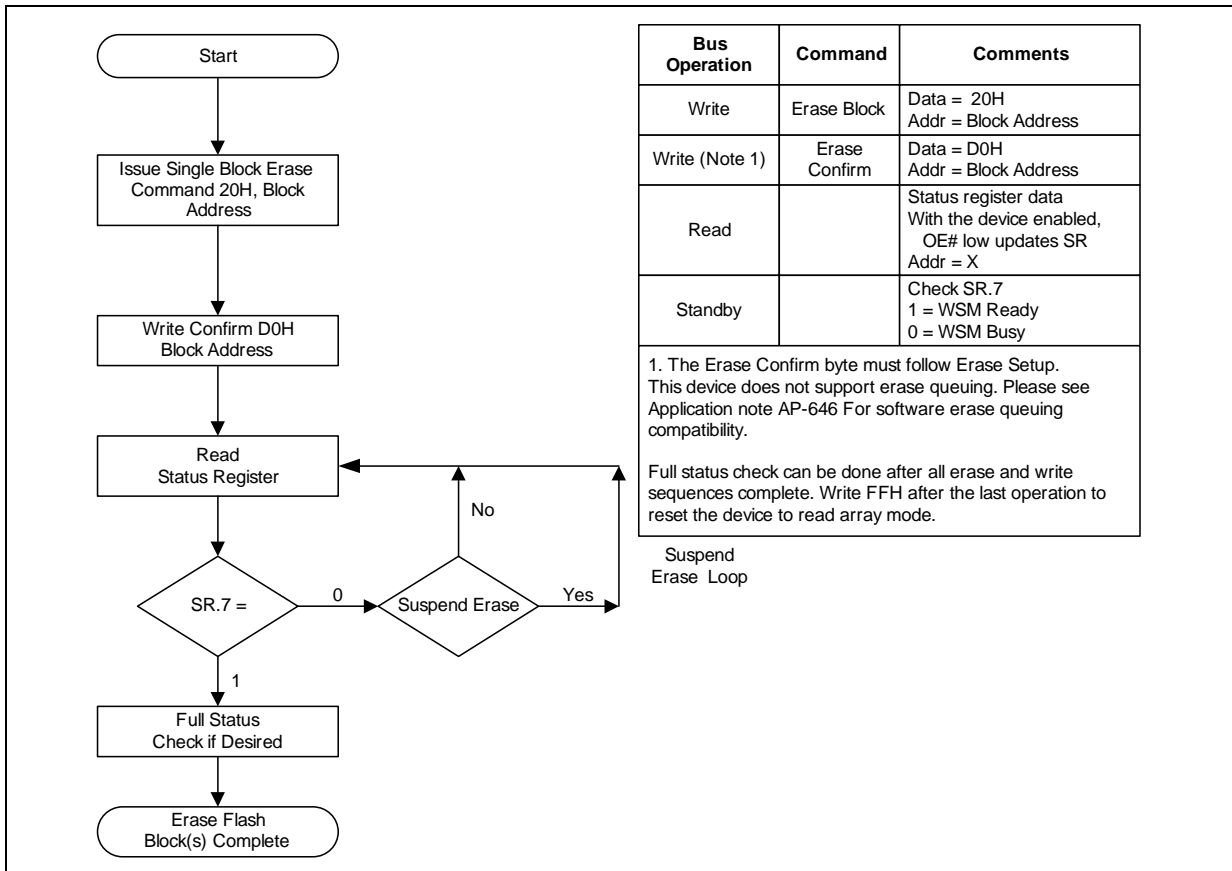 Start
Issue Single Block Erase
Command 20H, Block
Address
Write Confirm D0H
Block Address
Read
Status Register
No
SR.7 =
0
Suspend Erase
Yes
1
Full Status
Check if Desired
Erase Flash
Block(s) Complete
Bus
Operation
Command
Comments
Write
Erase Block
Data =  20H
Addr = Block Address
Write (Note 1)
Erase
Confirm
Data = D0H
Addr = Block Address
Read
Status register data
With the device enabled,
OE# low updates SR
Addr = X
Standby
Check SR.7
1 = WSM Ready
0 = WSM Busy
1. The Erase Confirm byte must follow Erase Setup.
This device does not support erase queuing. Please see
Application note AP-646 For software erase queuing
compatibility.
Full status check can be done after all erase and write
sequences complete. Write FFH after the last operation to
reset the device to read array mode.
Suspend
Erase  Loop